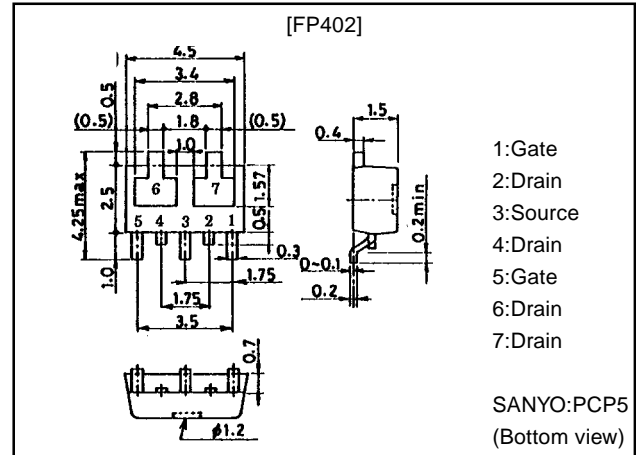 [FP402]
4.5
3.4
2.8
(0.5) 1.8 (0.5)
1.0
0.5
4.25max
2.5
1.0
6 7
1.57
0.5
5 4 3 2 1
0.3
1.75
1.75
3.5
1.5
0.4
0.2min
0~0.1
0.2
0.7
φ1.2
1:Gate
2:Drain
3:Source
4:Drain
5:Gate
6:Drain
7:Drain
SANYO:PCP5
(Bottom view)